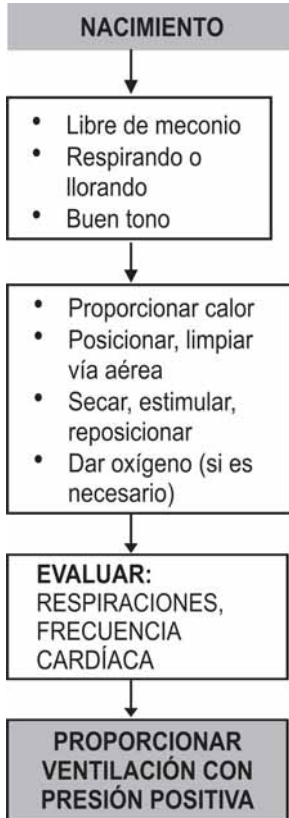 NACIMIENTO
• Libre de meconio
• Respirando o
llorando
• Buen tono
• Proporcionar calor
• Posicionar, limpiar
vía aérea
• Secar, estimular,
reposicionar
• Dar oxígeno (si es
necesario)
EVALUAR:
RESPIRACIONES,
FRECUENCIA
CARDÍACA
PROPORCIONAR
VENTILACIÓN CON
PRESIÓN POSITIVA